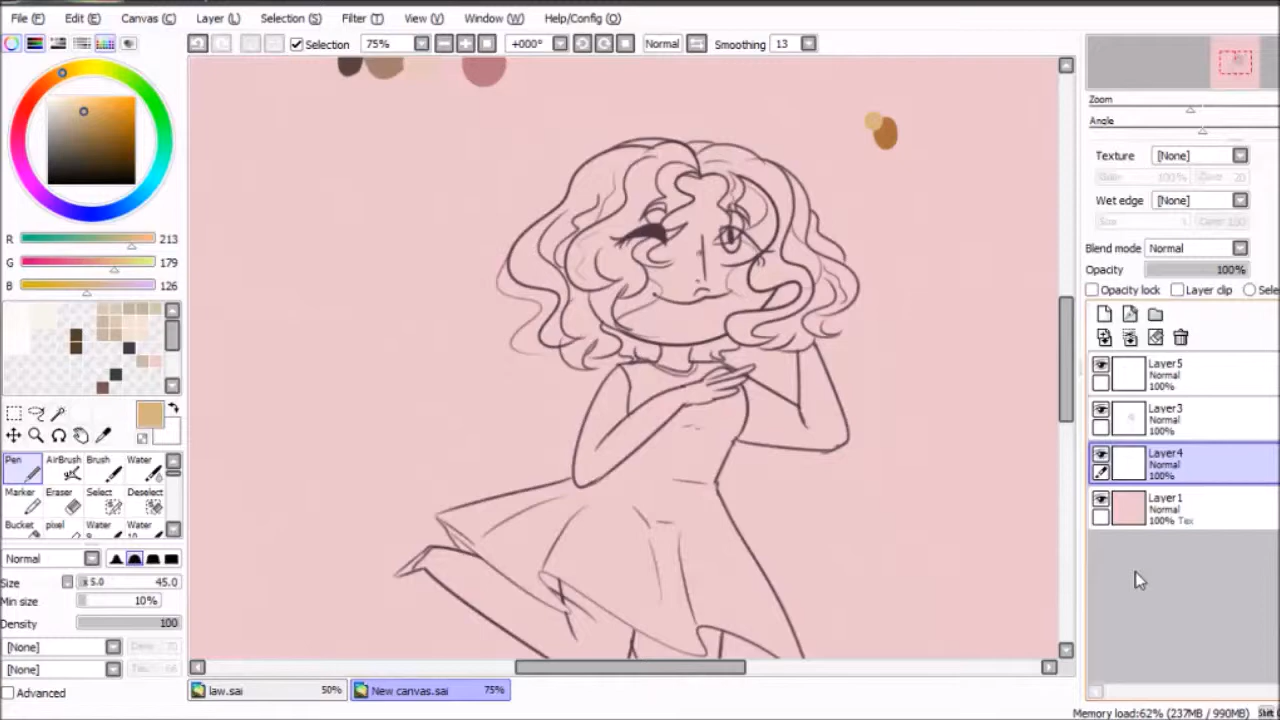 File (F) Edit (E) Canvas (C) Layer (L) Selection (S) Filter (T) View (V) Window (W) Help/Config (O)
Selection 75% +000° Normal Smoothing 13
Zoom
Angle
Texture [None]
100% 20
Wet edge [None]
Blend mode Normal
Opacity 100%
Opacity lock Layer clip Sele
R 213
G 179
B 126
Layer5
Normal
100%
Layer3
Normal
100%
Layer4
Normal
100%
Layer1
Normal
100% Tex
Pen AirBrush Brush Water
Marker Eraser Select Deselect
Bucket pixel Water Water
Normal
Size x 5.0 45.0
Min size 10%
Density 100
[None]
[None]
Advanced
law.sai 50% New canvas.sai 75%
Memory load:62% (237MB / 990MB)